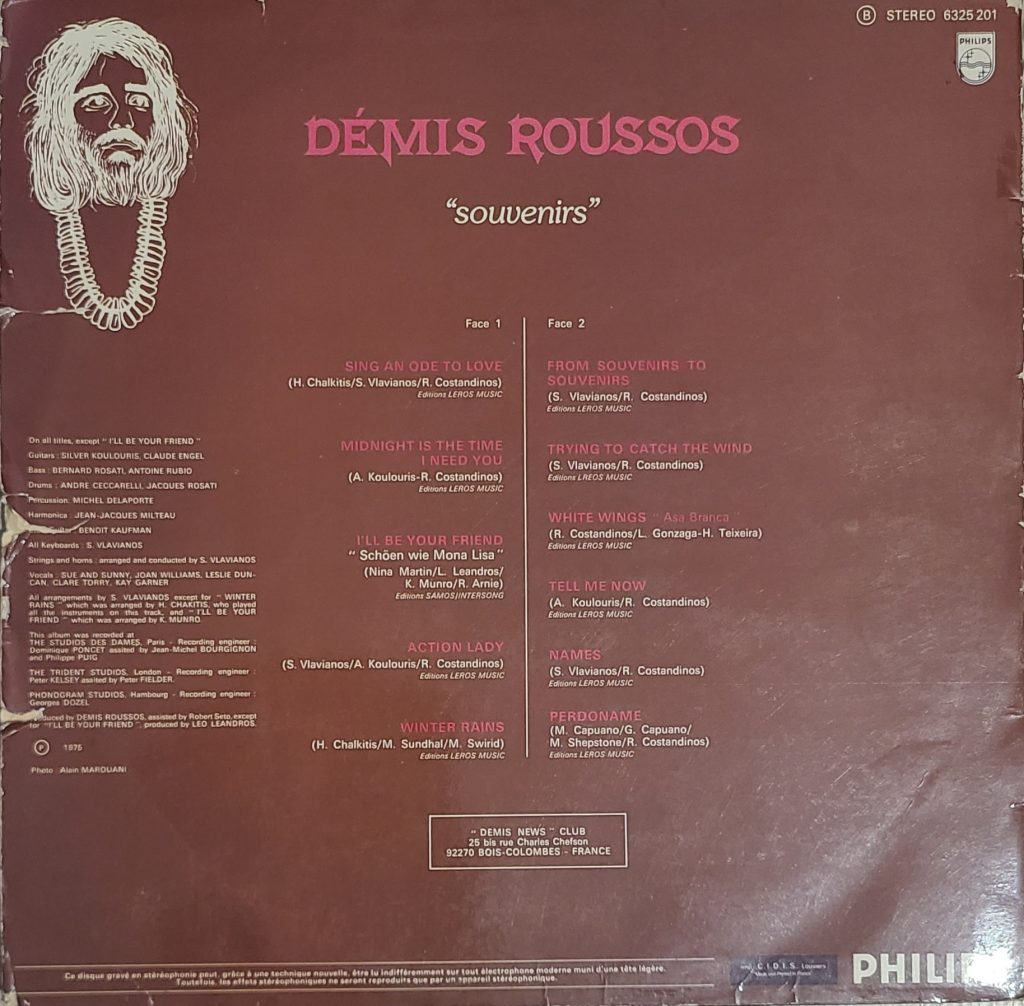 B STEREO 6325 201
PHILIPS
DÉMIS ROUSSOS
"souvenirs"
Face 1
SING AN ODE TO LOVE
(H. Chalkitis/S. Vlavianos/R. Costandinos)
Editions LEROS MUSIC
MIDNIGHT IS THE TIME
I NEED YOU
(A. Koulouris-R. Costandinos)
Editions LEROS MUSIC
I'LL BE YOUR FRIEND
" Schöen wie Mona Lisa "
(Nina Martin/L. Leandros/
K. Munro/R. Arnie)
Editions SAMOS/INTERSONG
ACTION LADY
(S. Vlavianos/A. Koulouris/R. Costandinos)
Editions LEROS MUSIC
WINTER RAINS
(H. Chalkitis/M. Sundhal/M. Swirid)
Editions LEROS MUSIC
Face 2
FROM SOUVENIRS TO
SOUVENIRS
(S. Vlavianos/R. Costandinos)
Editions LEROS MUSIC
TRYING TO CATCH THE WIND
(S. Vlavianos/R. Costandinos)
Editions LREOS MUSIC
WHITE WINGS " Asa Branca "
(R. Costandinos/L. Gonzaga-H. Teixeira)
Editions LEROS MUSIC
TELL ME NOW
(A. Koulouris/R. Costandinos)
Editions LEROS MUSIC
NAMES
(S. Vlavianos/R. Costandinos)
Editions LEROS MUSIC
PERDONAME
(M. Capuano/G. Capuano/
M. Shepstone/R. Costandinos)
Editions LEROS MUSIC
On all titles, except " I'LL BE YOUR FRIEND "
Guitars : SILVER KOULOURIS, CLAUDE ENGEL
Bass : BERNARD ROSATI, ANTOINE RUBIO
Drums : ANDRE CECCARELLI, JACQUES ROSATI
Percussion: MICHEL DELAPORTE
Harmonica : JEAN-JACQUES MILTEAU
BENOIT KAUFMAN
All Keyboards : S. VLAVIANOS
Strings and horns : arranged and conducted by S. VLAVIANOS
Vocals : SUE AND SUNNY, JOAN WILLIAMS, LESLIE DUN-
CAN, CLARE TORRY, KAY GARNER
All arrangements by S. VLAVIANOS except for " WINTER
RAINS " which was arranged by H. CHAKITIS, who played
all the instruments on this track, and " I'LL BE YOUR
FRIEND " which was arranged by K. MUNRO.
This album was recorded at
THE STUDIOS DES DAMES, Paris - Recording engineer :
Dominique PONCET assited by Jean-Michel BOURGIGNON
and Philippe PUIG
THE TRIDENT STUDIOS, London - Recording engineer :
Peter KELSEY assited by Peter FIELDER.
PHONOGRAM STUDIOS, Hambourg - Recording engineer :
Georges DOZEL
by DEMIS ROUSSOS, assisted by Robert Seto, except
for "I'LL BE YOUR FRIEND", produced by LEO LEANDROS.
℗ 1975
Photo : Alain MAROUANI
" DEMIS NEWS " CLUB
25 bis rue Charles Chefson
92270 BOIS-COLOMBES - FRANCE
Ce disque gravé en stéréophonie peut, grâce à une technique nouvelle, être lu indifféremment sur tout électrophone moderne muni d'une tête légère.
Toutefois, les effets stéréophoniques ne seront reproduits que par un appareil stéréophonique.
C.I.D.I.S. Louviers
Made and Printed in France
PHILI